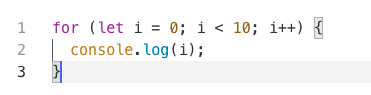 1 for (let i = 0; i < 10; i++) {
2   console.log(i);
3 }